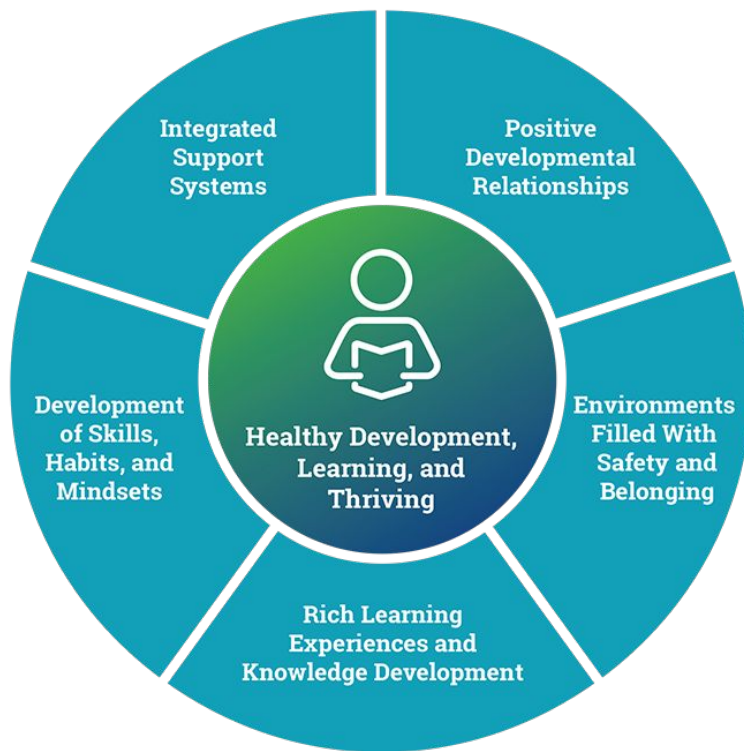 Integrated
Support
Systems
Positive
Developmental
Relationships
Development
of Skills,
Habits, and
Mindsets
Healthy Development,
Learning, and
Thriving
Environments
Filled With
Safety and
Belonging
Rich Learning
Experiences and
Knowledge Development